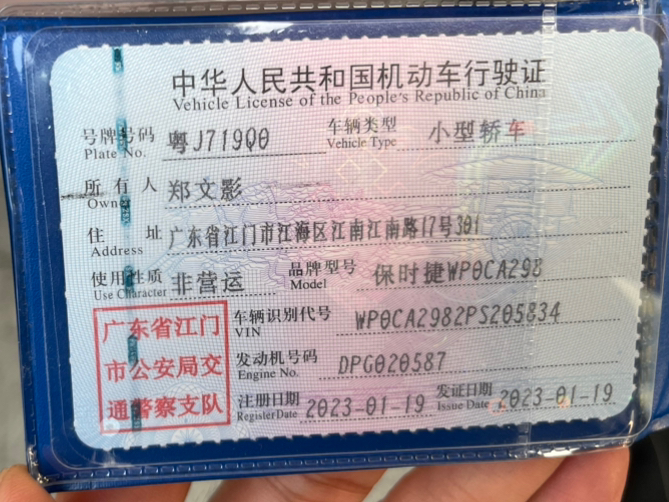 中华人民共和国机动车行驶证
Vehicle License of the People's Republic of China
号牌号码 粤J719Q0 车辆类型 小型轿车
Plate No. Vehicle Type
所有人 郑文影
Owner
住址 广东省江门市江海区江南江南路17号301
Address
使用性质 非营运 品牌型号 保时捷WP0CA298
Use Character Model
广东省江门
市公安局交
通警察支队
车辆识别代号 WP0CA2982PS205834
VIN
发动机号码 DPG020587
Engine No.
注册日期 2023-01-19 发证日期 2023-01-19
Register Date Issue Date